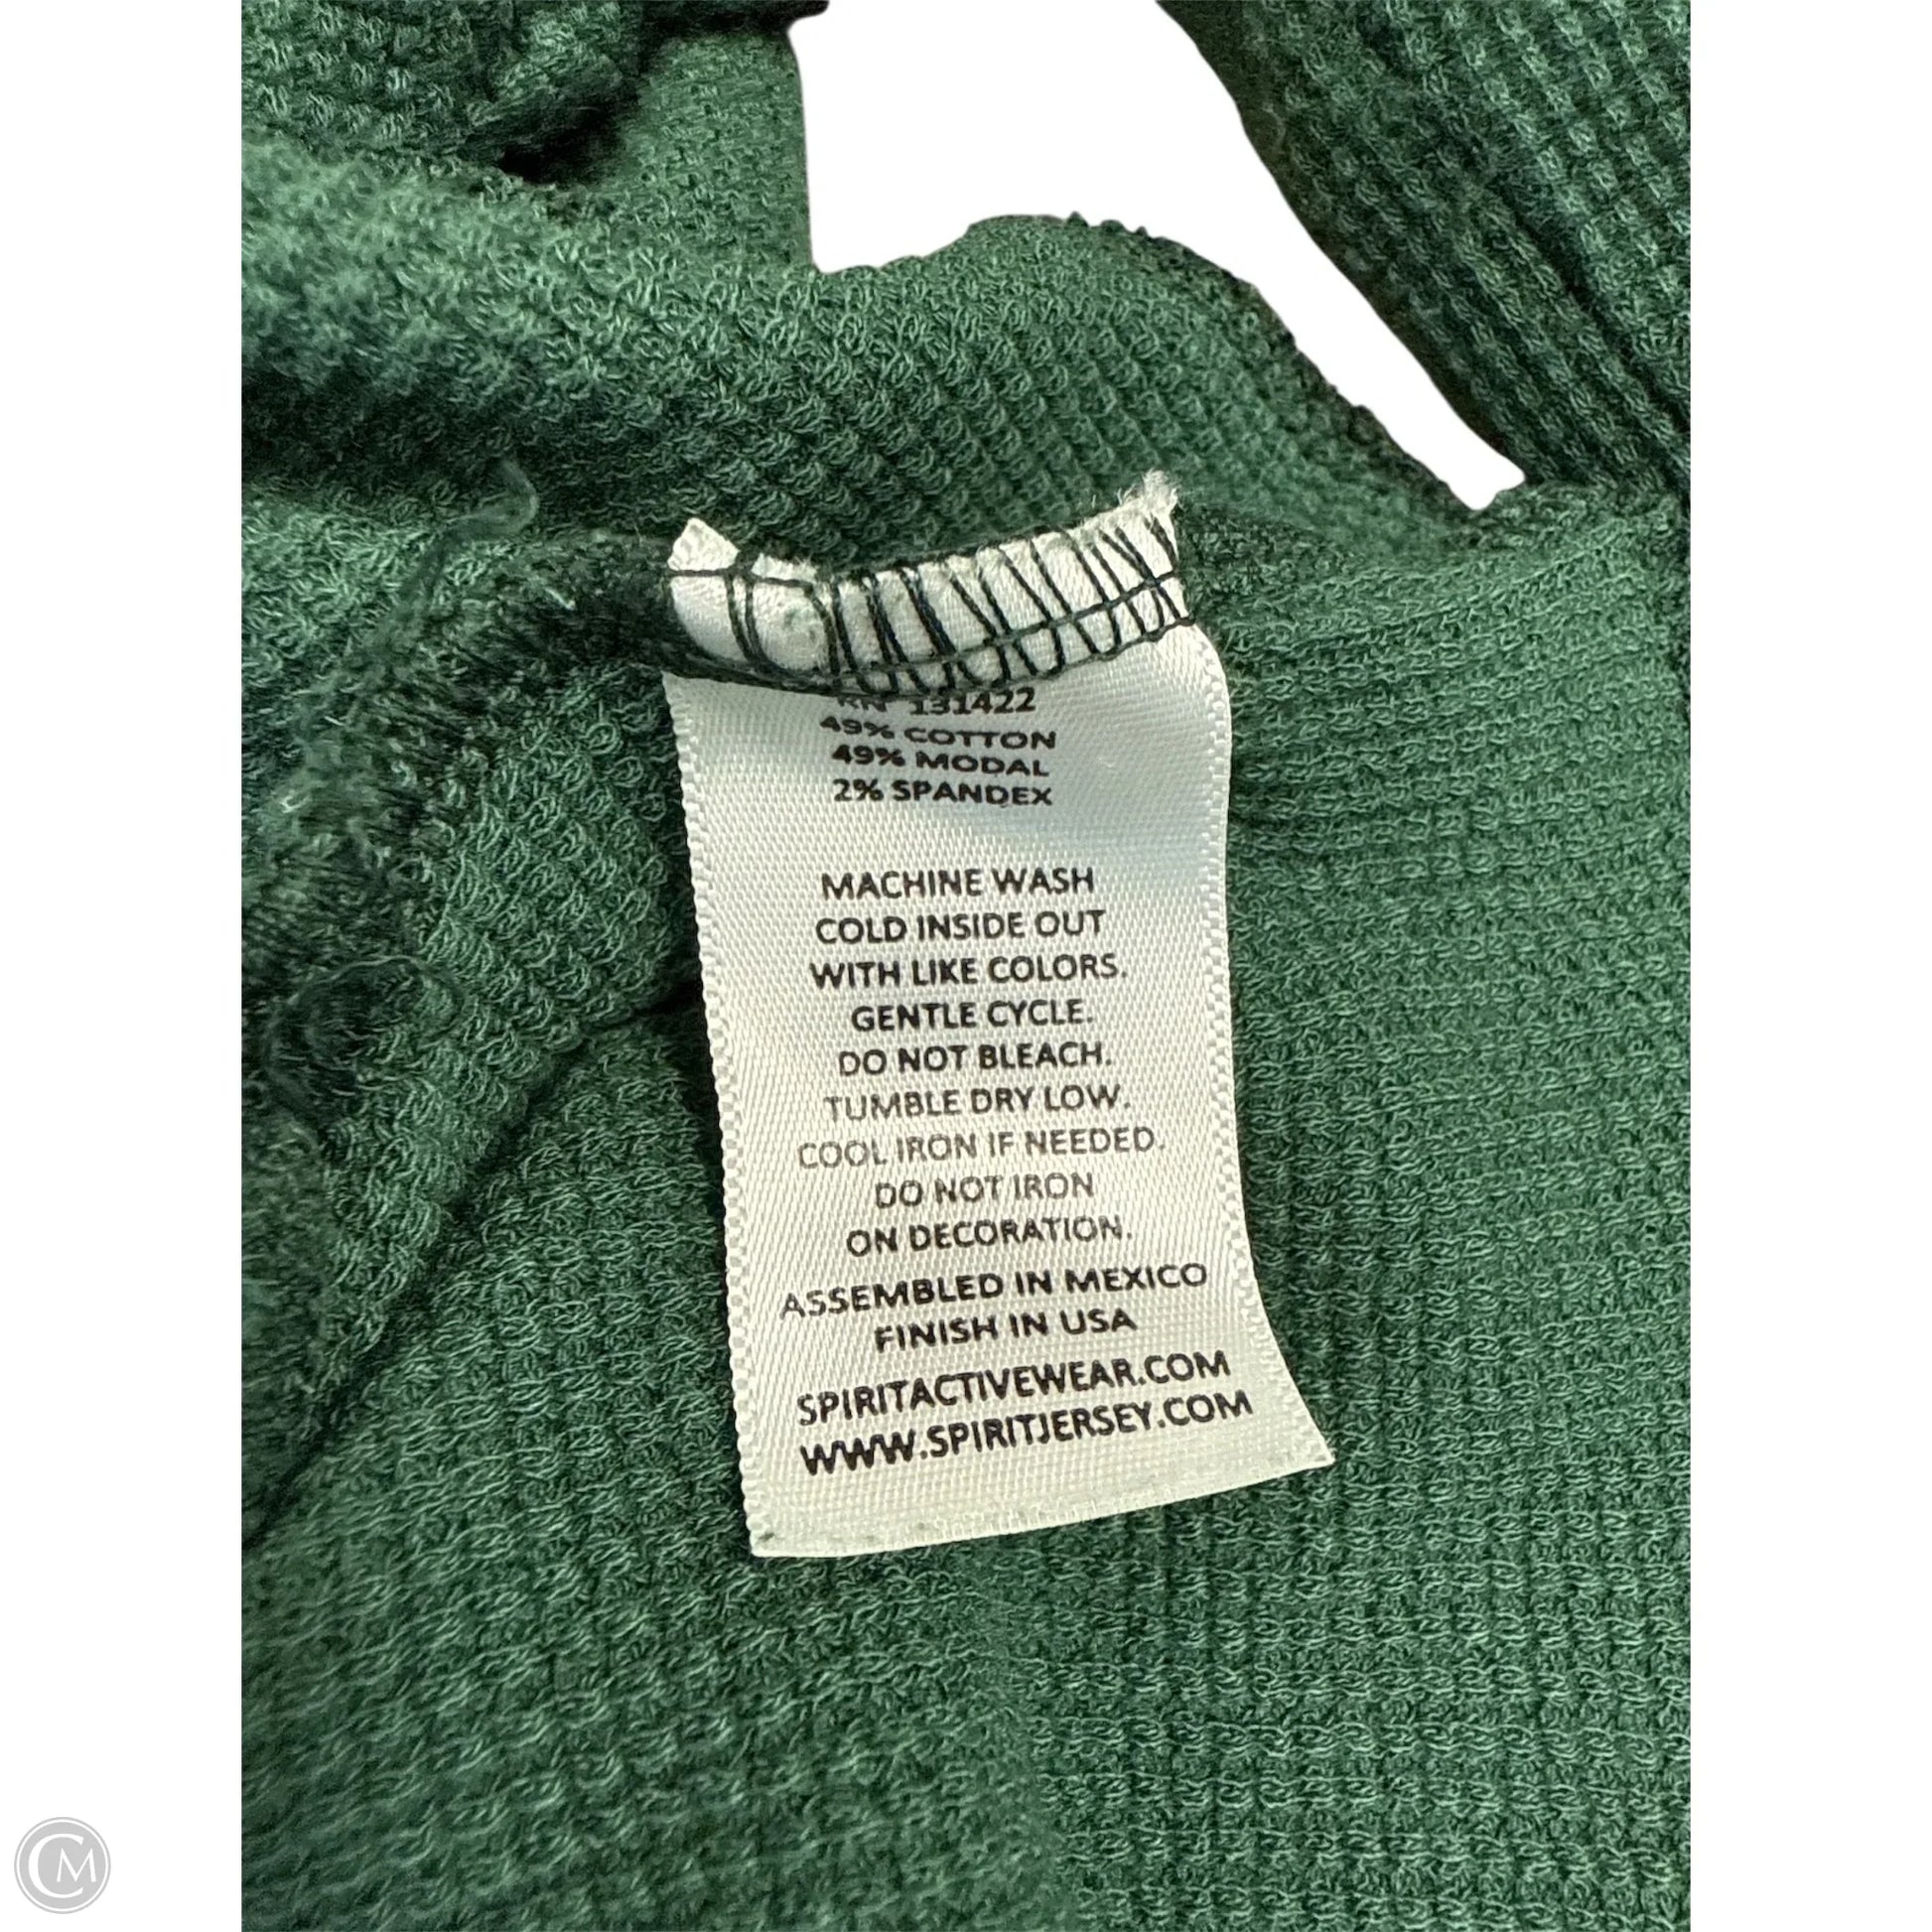 RN 131422
49% COTTON
49% MODAL
2% SPANDEX
MACHINE WASH
COLD INSIDE OUT
WITH LIKE COLORS.
GENTLE CYCLE.
DO NOT BLEACH.
TUMBLE DRY LOW.
COOL IRON IF NEEDED.
DO NOT IRON
ON DECORATION.
ASSEMBLED IN MEXICO
FINISH IN USA
SPIRITACTIVEWEAR.COM
WWW.SPIRITJERSEY.COM
CM